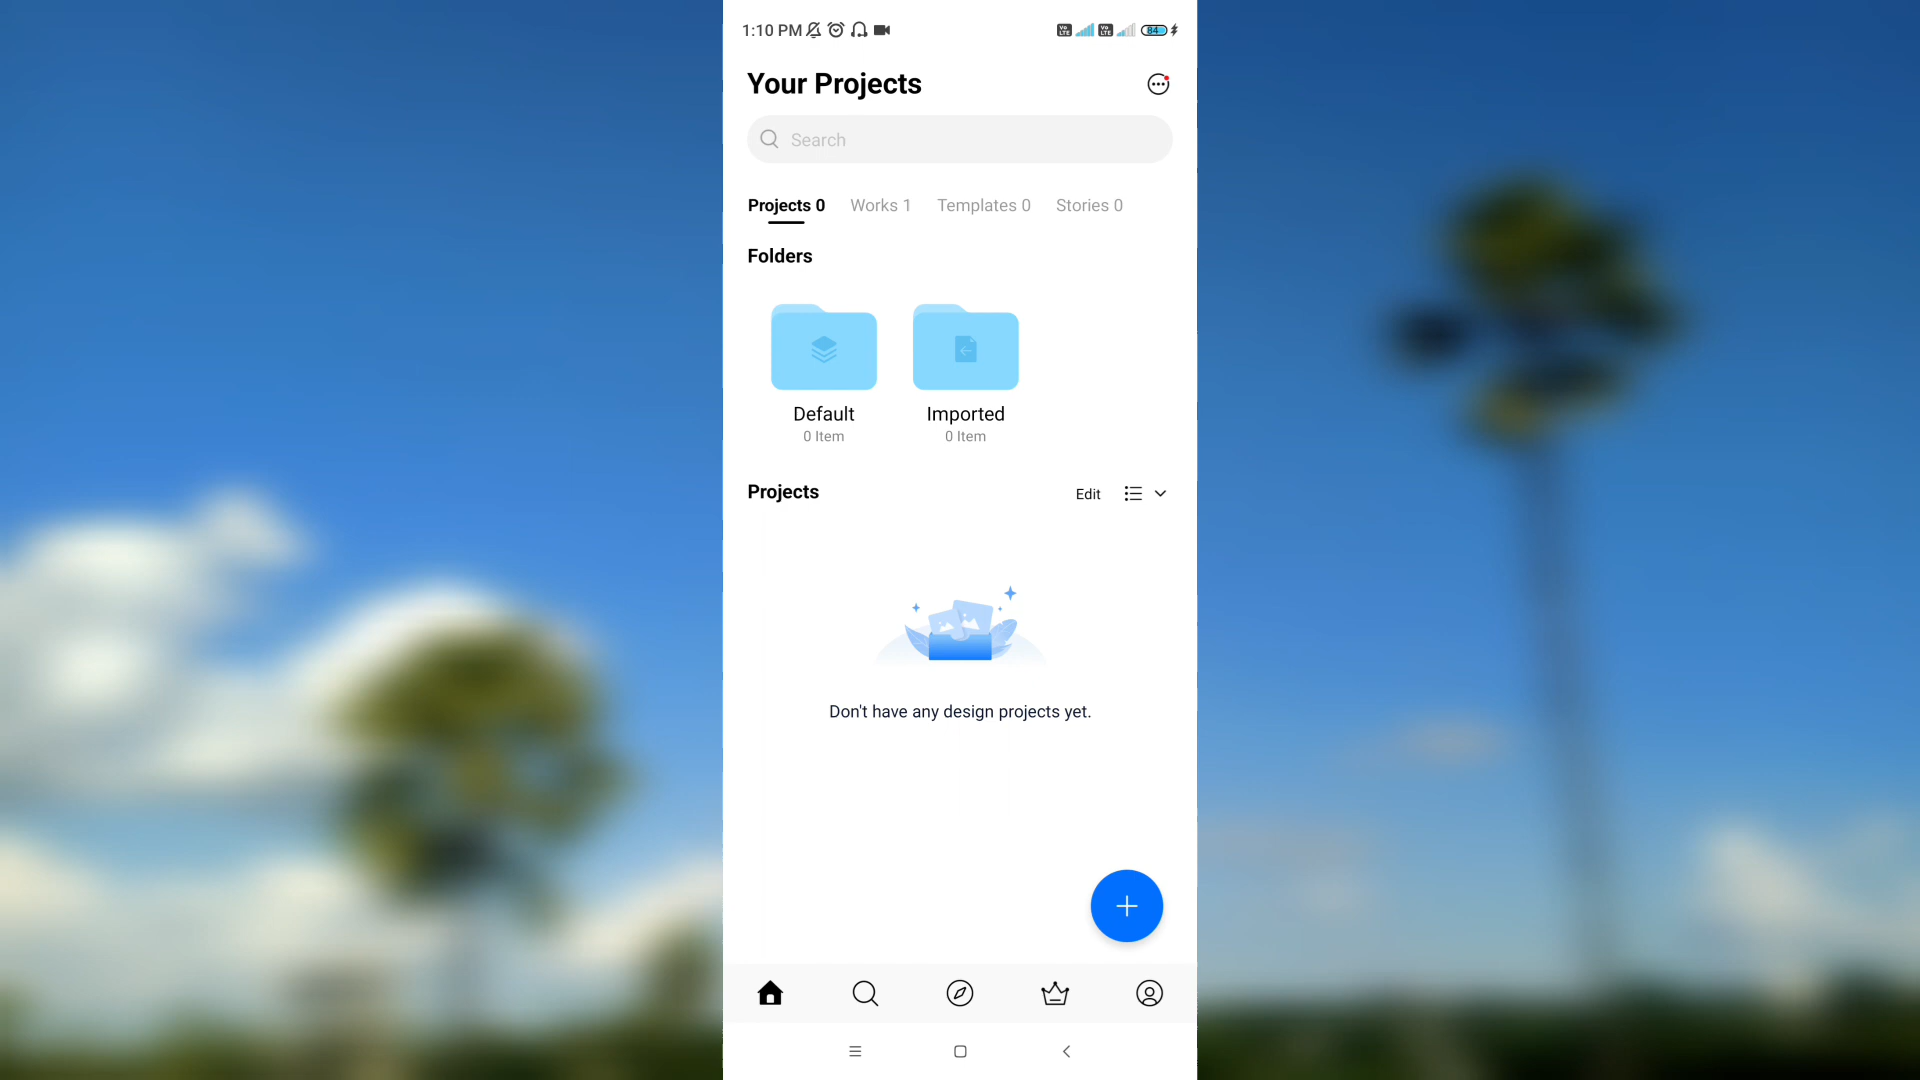 1:10 PM
84
Your Projects
Search
Projects 0 Works 1 Templates 0 Stories 0
Folders
Default
0 Item
Imported
0 Item
Projects
Edit
Don't have any design projects yet.